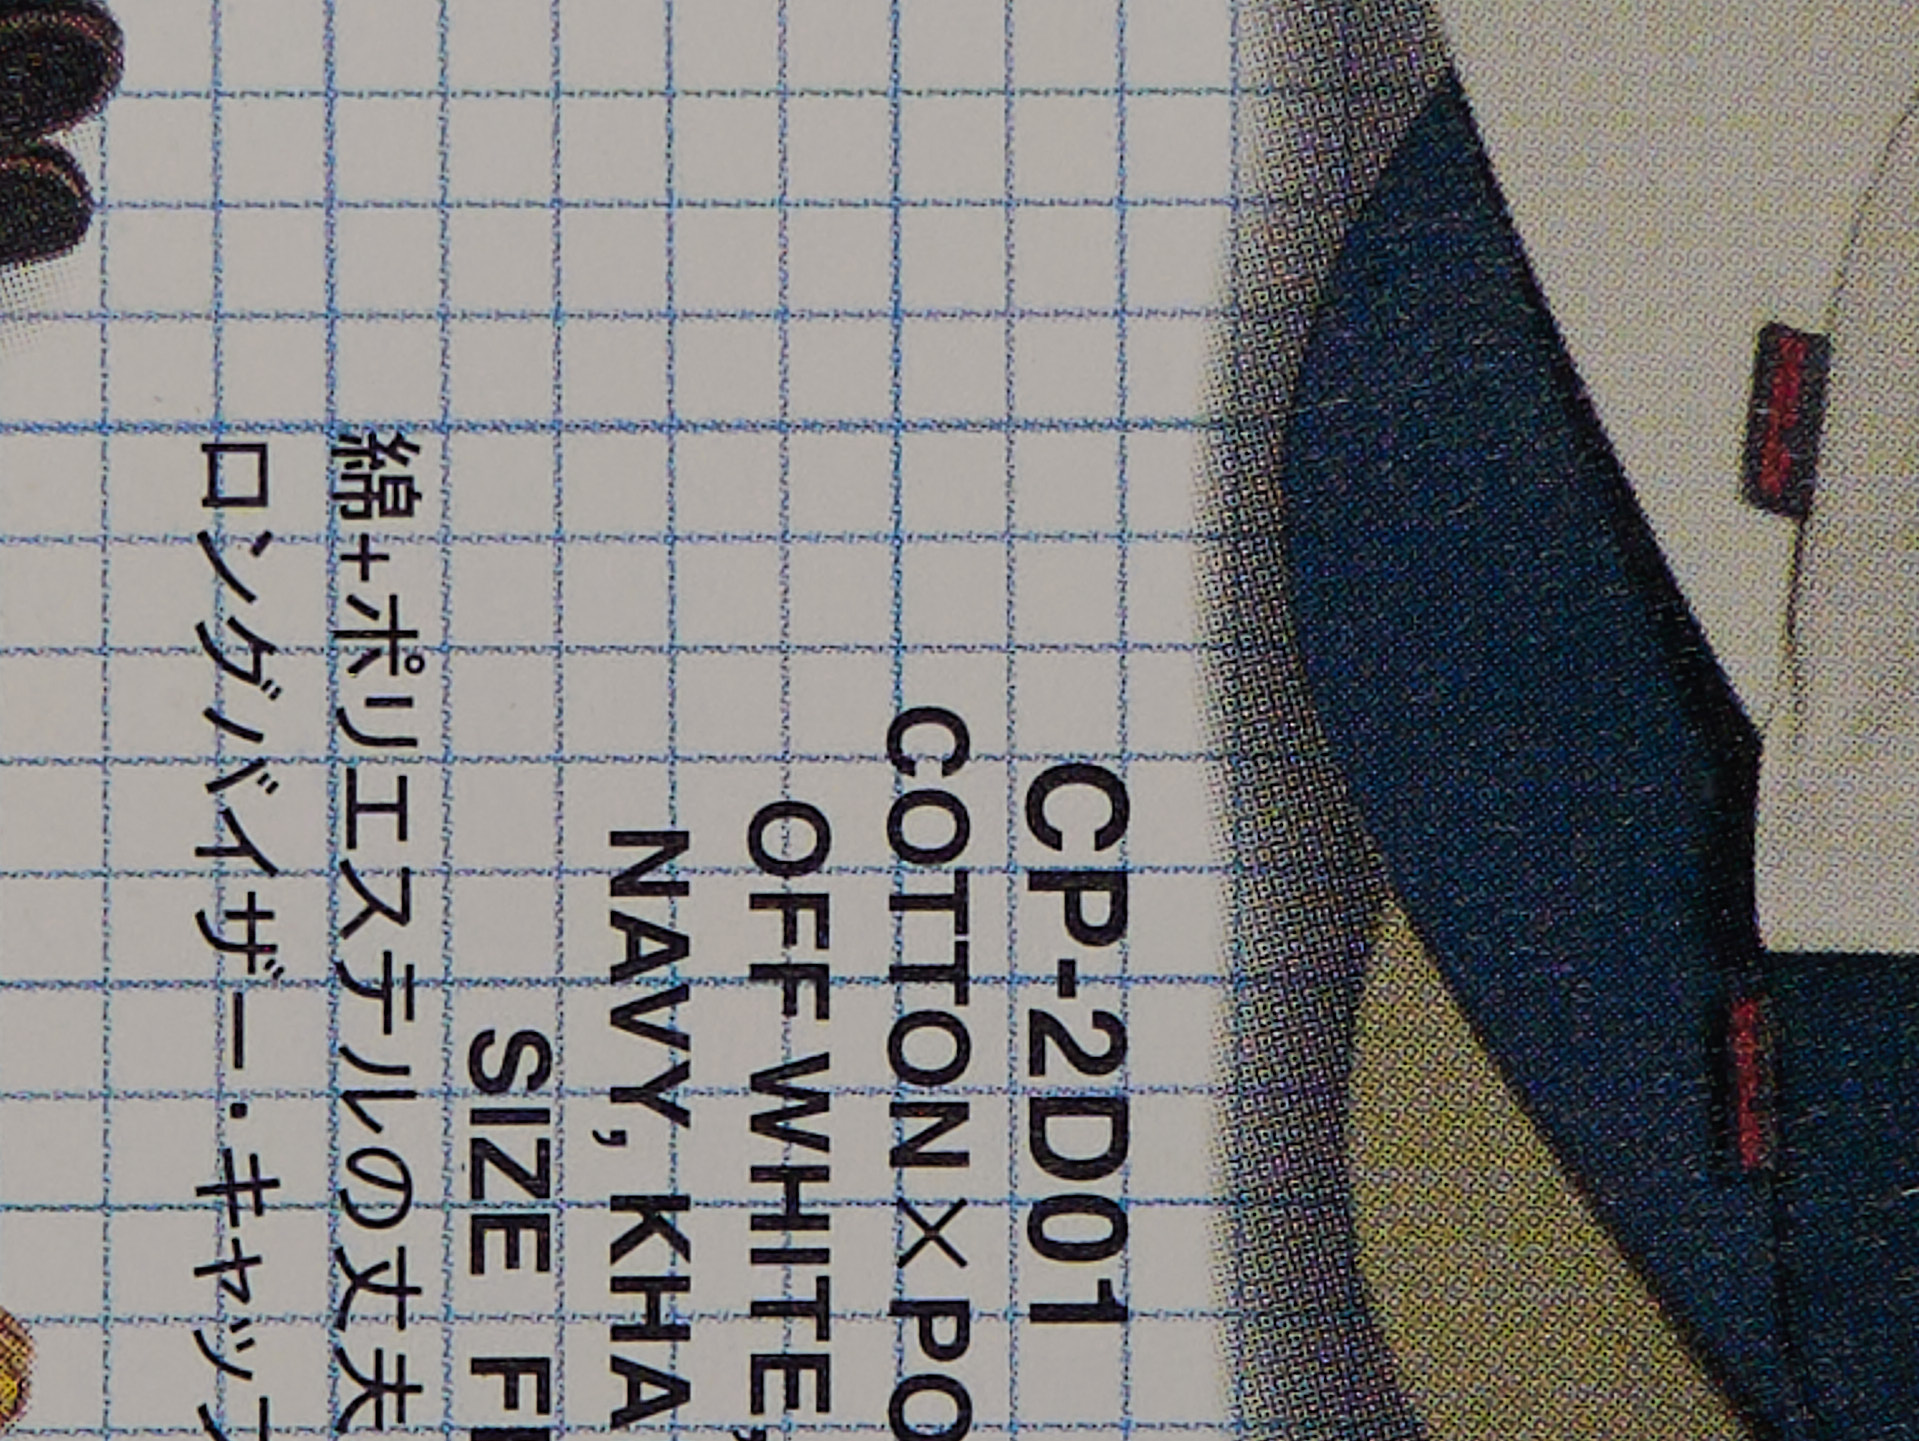 CP-2D01
COTTON×PO
OFF WHITE,
NAVY, KHA
SIZE F
綿+ポリエステルの丈夫
ロングバイザー・キャッ